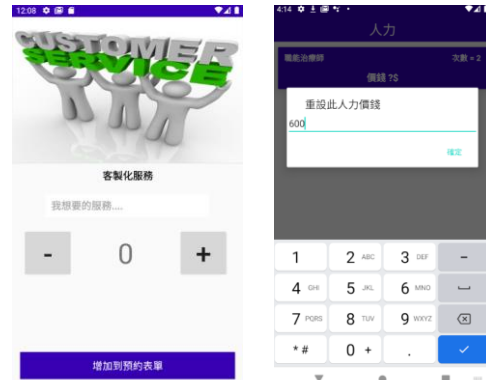 12:08
CUSTOMER
SERVICE
客製化服務
我想要的服務....
-
0
+
增加到預約表單
4:14
人力
職能治療師
次數 = 2
價錢 ?$
重設此人力價錢
600
確定
1
2 ABC
3 DEF
-
4 GHI
5 JKL
6 MNO
7 PQRS
8 TUV
9 WXYZ
* #
0 +
.